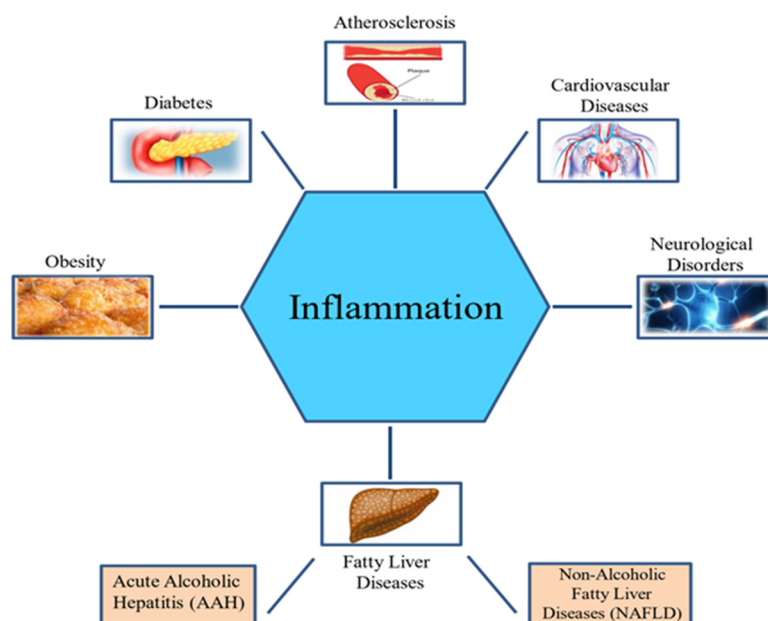 Atherosclerosis
Plaque
Diabetes
Cardiovascular
Diseases
Obesity
Neurological
Disorders
Inflammation
Fatty Liver
Diseases
Acute Alcoholic
Hepatitis (AAH)
Non-Alcoholic
Fatty Liver
Diseases (NAFLD)